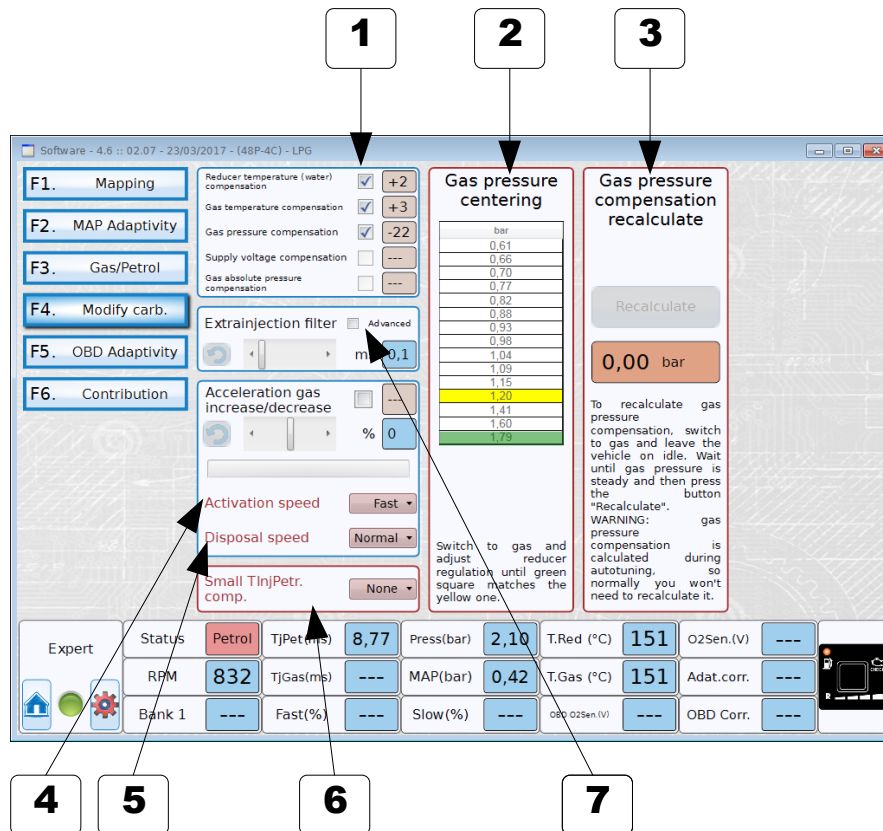 1
2
3
Software - 4.6 :: 02.07 - 23/03/2017 - (48P-4C) - LPG
F1. Mapping
F2. MAP Adaptivity
F3. Gas/Petrol
F4. Modify carb.
F5. OBD Adaptivity
F6. Contribution
Reducer temperature (water)
compensation
+2
Gas temperature compensation
+3
Gas pressure compensation
-22
Supply voltage compensation
---
Gas absolute pressure
compensation
---
Extrainjection filter
Advanced
0,1
Acceleration gas
increase/decrease
---
% 0
Activation speed
Fast
Disposal speed
Normal
Small TInjPetr.
comp.
None
Gas pressure
centering
bar
0,61
0,66
0,70
0,77
0,82
0,88
0,93
0,98
1,04
1,09
1,15
1,20
1,41
1,60
1,79
Switch to gas and
adjust reducer
regulation until green
square matches the
yellow one.
Gas pressure
compensation
recalculate
Recalculate
0,00 bar
To recalculate gas
pressure
compensation, switch
to gas and leave the
vehicle on idle. Wait
until gas pressure is
steady and then press
the button
"Recalculate".
WARNING: gas
pressure
compensation is
calculated during
autotuning, so
normally you won't
need to recalculate it.
Expert
Status Petrol TjPet(ms) 8,77 Press(bar) 2,10 T.Red (°C) 151 O2Sen.(V) ---
RPM 832 TjGas(ms) --- MAP(bar) 0,42 T.Gas (°C) 151 Adat.corr. ---
Bank 1 --- Fast(%) --- Slow(%) --- OBD O2Sen.(V) --- OBD Corr. ---
CHECK
R
4
5
6
7